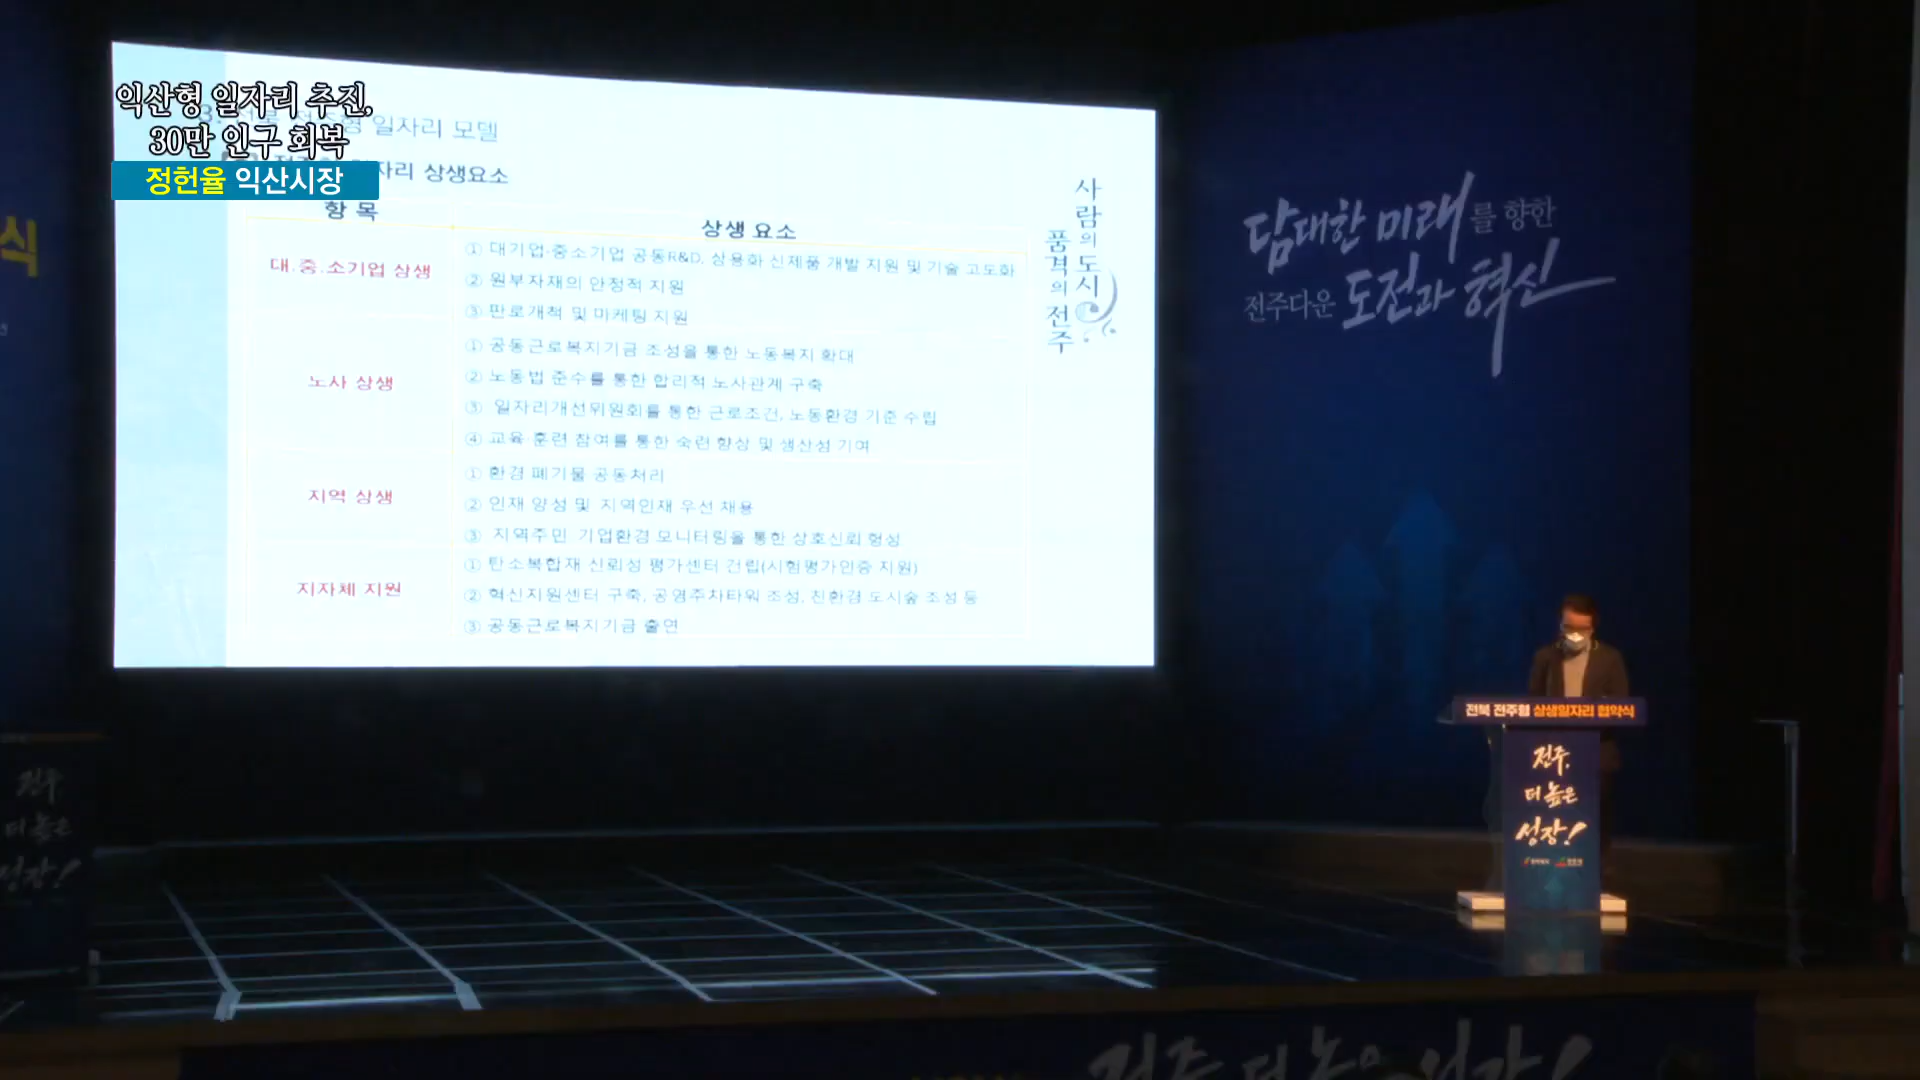 익산형 일자리 추진,
30만 인구 회복
정헌율 익산시장
일자리 모델
자리 상생요소
항 목
상생 요소
대.중.소기업 상생
① 대기업·중소기업 공동R&D, 상용화 신제품 개발 지원 및 기술 고도화
② 원부자재의 안정적 지원
③ 판로개척 및 마케팅 지원
노사 상생
① 공동근로복지기금 조성을 통한 노동복지 확대
② 노동법 준수를 통한 합리적 노사관계 구축
③ 일자리개선위원회를 통한 근로조건, 노동환경 기준 수립
④ 교육 훈련 참여를 통한 숙련 향상 및 생산성 기여
지역 상생
① 환경 폐기물 공동처리
② 인재 양성 및 지역인재 우선 채용
③ 지역주민 기업환경 모니터링을 통한 상호신뢰 형성
지자체 지원
① 탄소복합재 신뢰성 평가센터 건립(시험평가인증 지원)
② 혁신지원센터 구축, 공영주차타워 조성, 친환경 도시숲 조성 등
③ 공동근로복지기금 출연
사람의 도시
품격의 전주
담대한 미래를 향한
전주다운 도전과 혁신
전북 전주형 상생일자리 협약식
전주,
더 높은
성장!
식
전주,
더 높은
성장!
전주 더 높은 성장!